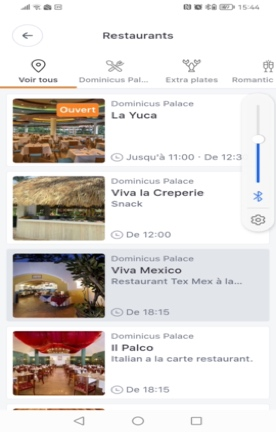 15:44
Restaurants
Voir tous
Dominicus Pal...
Extra plates
Romantic
Ouvert
Dominicus Palace
La Yuca
Jusqu'à 11:00 · De 12:3
Dominicus Palace
Viva la Creperie
Snack
De 12:00
Dominicus Palace
Viva Mexico
Restaurant Tex Mex à la...
De 18:15
Dominicus Palace
Il Palco
Italian a la carte restaurant.
De 18:15